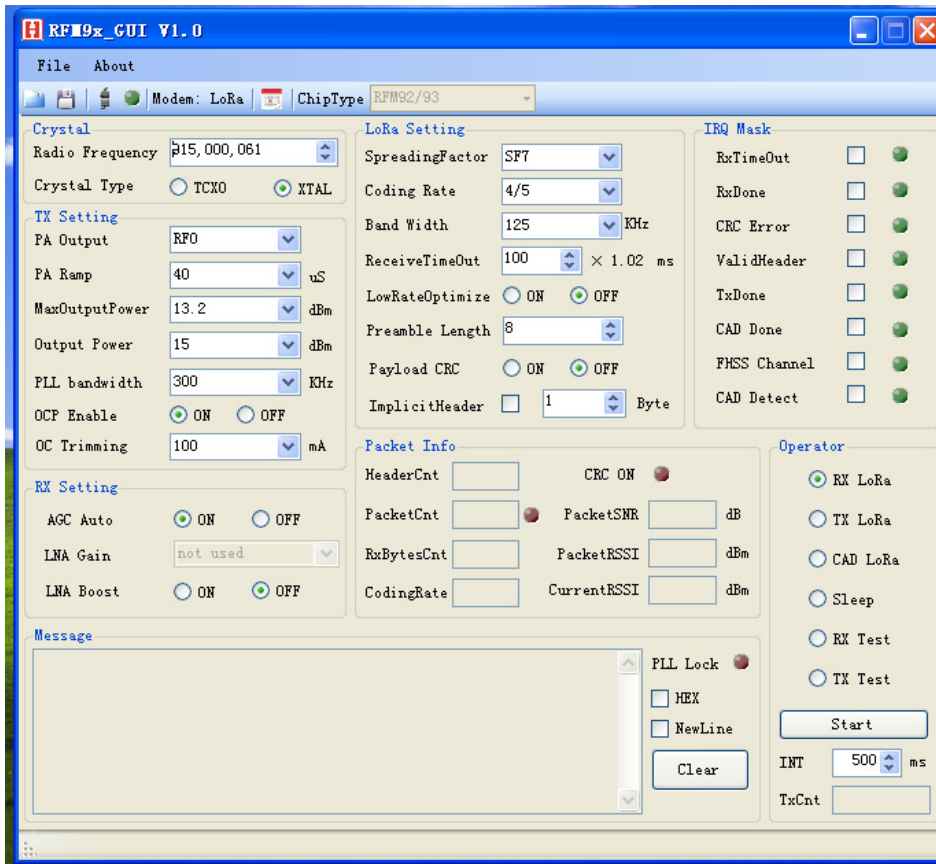 RFM9x_GUI V1.0
File About
Modem: LoRa ChipType RFM92/93
Crystal
Radio Frequency 915,000,061
Crystal Type TCXO XTAL
TX Setting
PA Output RFO
PA Ramp 40 uS
MaxOutputPower 13.2 dBm
Output Power 15 dBm
PLL bandwidth 300 KHz
OCP Enable ON OFF
OC Trimming 100 mA
RX Setting
AGC Auto ON OFF
LNA Gain not used
LNA Boost ON OFF
LoRa Setting
SpreadingFactor SF7
Coding Rate 4/5
Band Width 125 KHz
ReceiveTimeOut 100 × 1.02 ms
LowRateOptimize ON OFF
Preamble Length 8
Payload CRC ON OFF
ImplicitHeader 1 Byte
IRQ Mask
RxTimeOut
RxDone
CRC Error
ValidHeader
TxDone
CAD Done
FHSS Channel
CAD Detect
Packet Info
HeaderCnt CRC ON
PacketCnt PacketSNR dB
RxBytesCnt PacketRSSI dBm
CodingRate CurrentRSSI dBm
Operator
RX LoRa
TX LoRa
CAD LoRa
Sleep
RX Test
TX Test
Start
INT 500 ms
TxCnt
Message
PLL Lock
HEX
NewLine
Clear